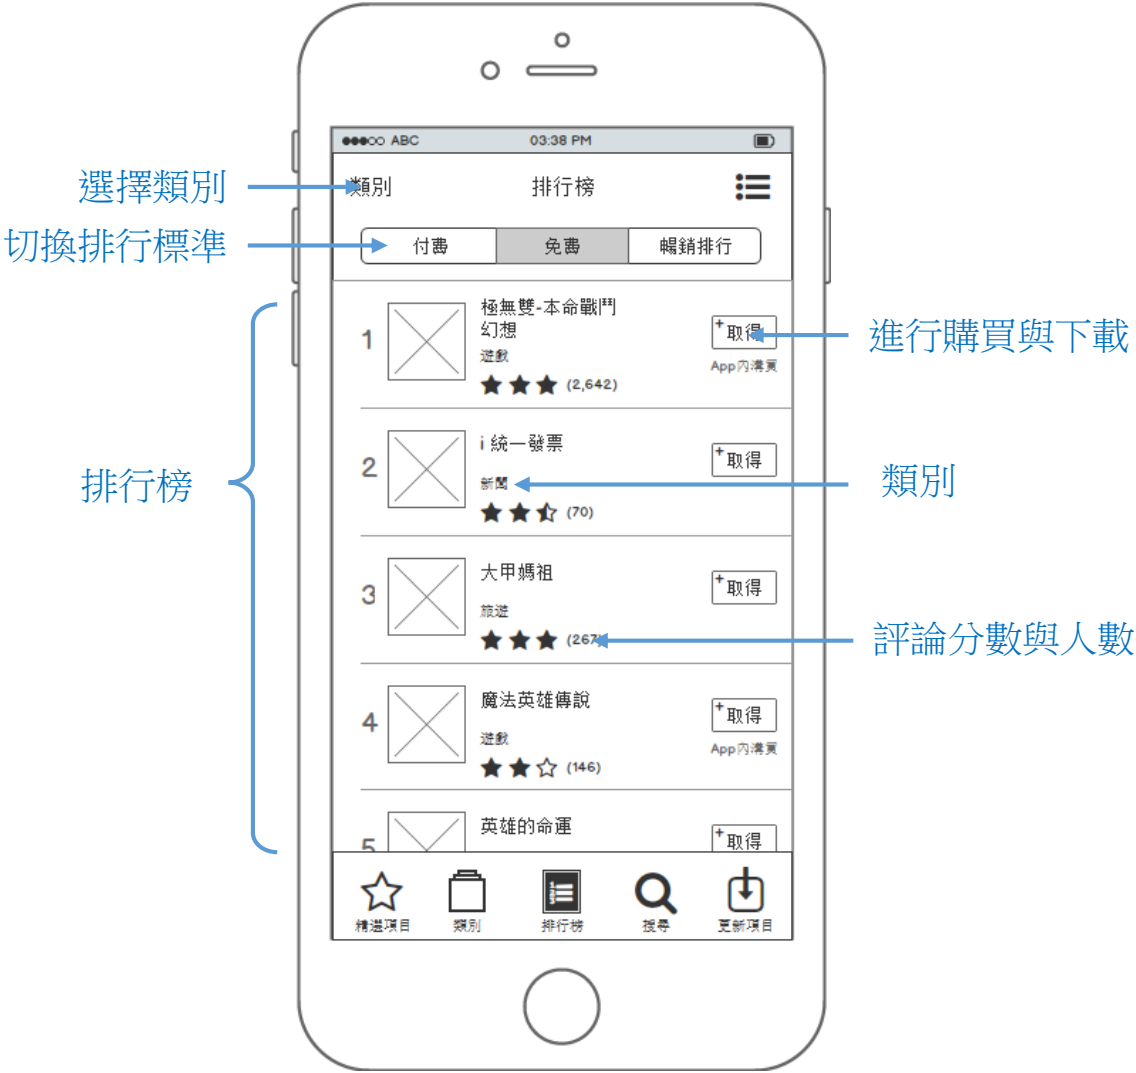 ABC 03:38 PM
選擇類別
類別 排行榜
切換排行標準
付費 免費 暢銷排行
排行榜
1
極無雙-本命戰鬥
幻想
遊戲
(2,642)
+取得
App內購買
進行購買與下載
2
i 統一發票
新聞
(70)
+取得
類別
3
大甲媽祖
旅遊
(267)
+取得
評論分數與人數
4
魔法英雄傳說
遊戲
(146)
+取得
App內購買
5
英雄的命運
+取得
精選項目 類別 排行榜 搜尋 更新項目